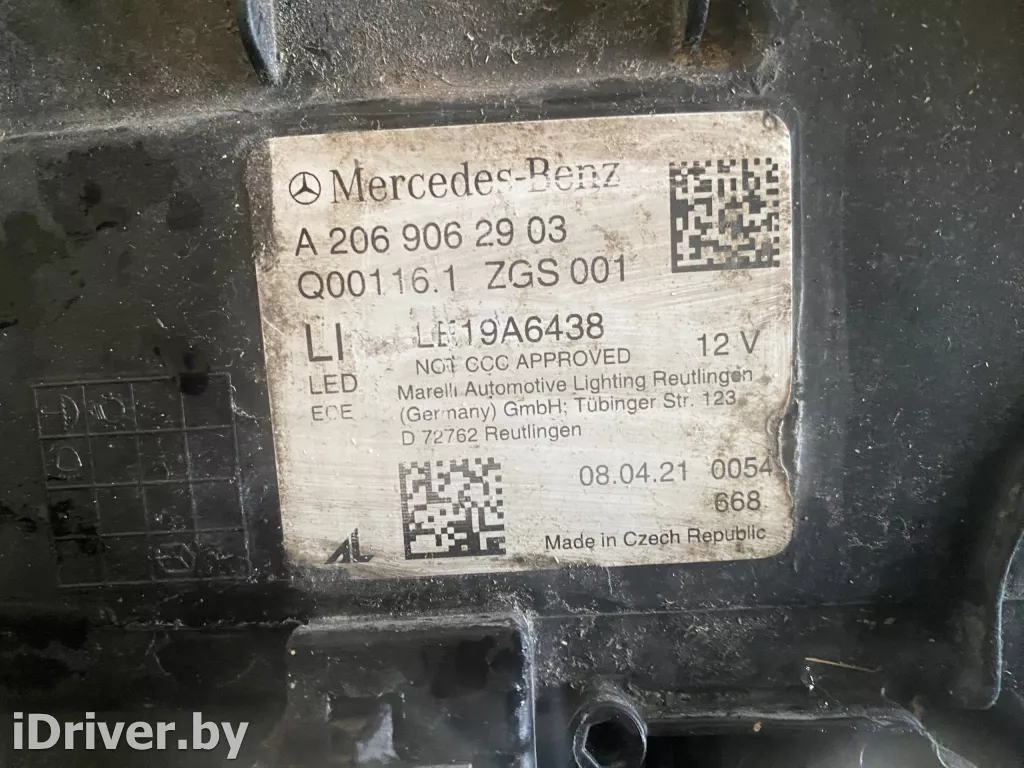 Mercedes-Benz
A 206 906 29 03
Q00116.1 ZGS 001
LI LE19A6438 12 V
NOT CCC APPROVED
LED
ECE
Marelli Automotive Lighting Reutlingen
(Germany) GmbH; Tübinger Str. 123
D 72762 Reutlingen
08.04.21 0054
668
AL
Made in Czech Republic
iDriver.by